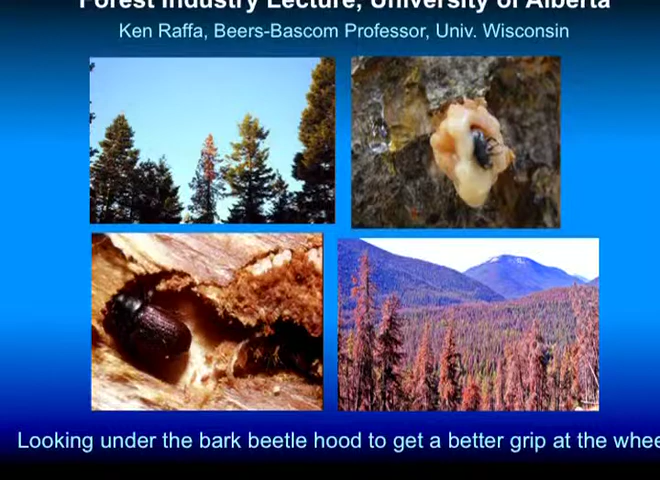 Forest Industry Lecture, University of Alberta
Ken Raffa, Beers-Bascom Professor, Univ. Wisconsin
Looking under the bark beetle hood to get a better grip at the whee